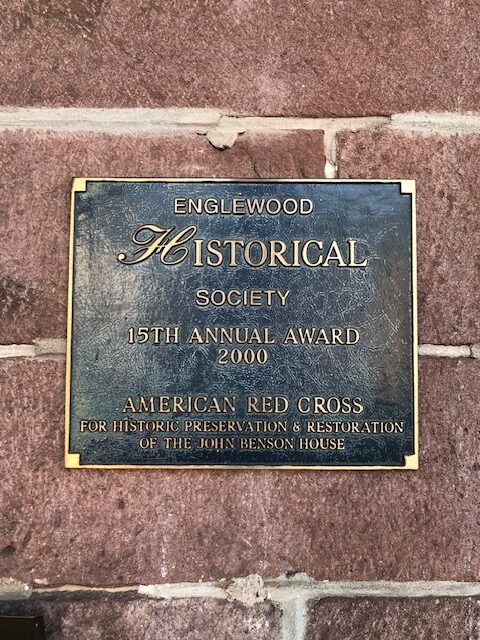 ENGLEWOOD
HISTORICAL
SOCIETY
15TH ANNUAL AWARD
2000
AMERICAN RED CROSS
FOR HISTORIC PRESERVATION & RESTORATION
OF THE JOHN BENSON HOUSE